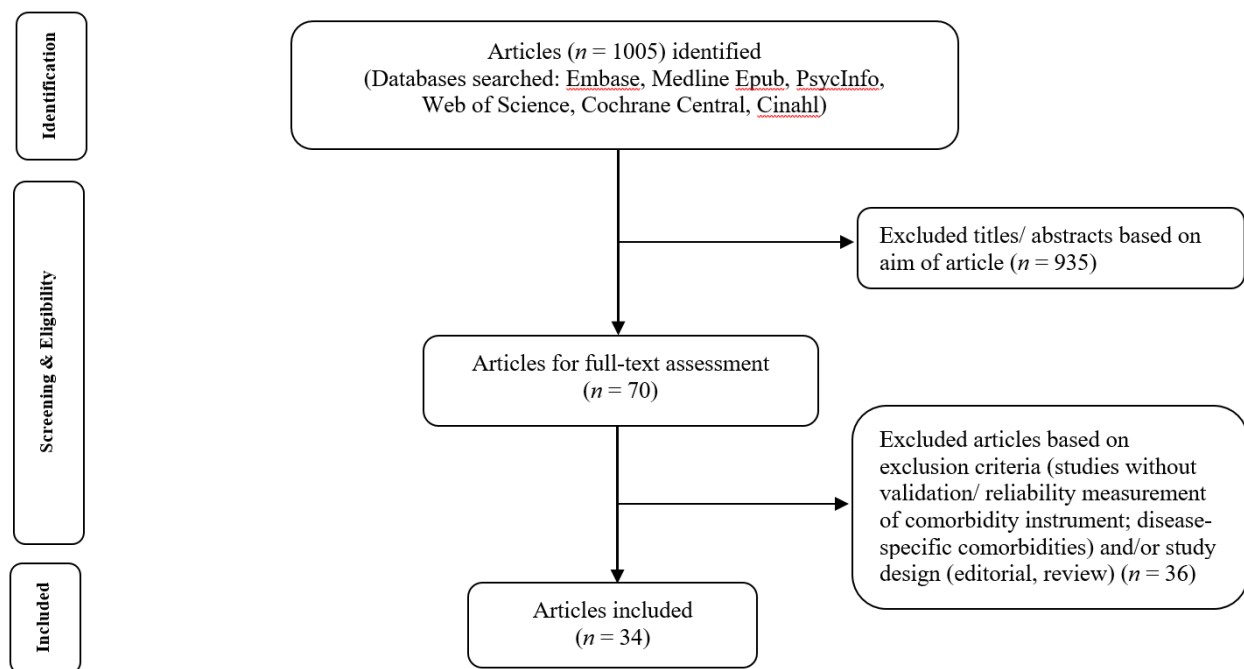 Identification
Articles (n = 1005) identified
(Databases searched: Embase, Medline Epub, PsycInfo,
Web of Science, Cochrane Central, Cinahl)
Screening & Eligibility
Excluded titles/ abstracts based on
aim of article (n = 935)
Articles for full-text assessment
(n = 70)
Excluded articles based on
exclusion criteria (studies without
validation/ reliability measurement
of comorbidity instrument; disease-
specific comorbidities) and/or study
design (editorial, review) (n = 36)
Included
Articles included
(n = 34)